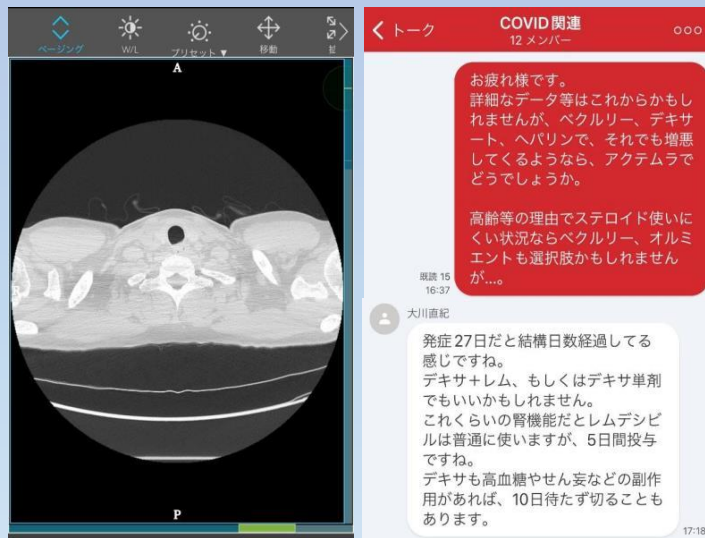 ページング
W/L
プリセット ▼
移動
A
P
トーク
COVID関連
12 メンバー
お疲れ様です。
詳細なデータ等はこれからかもし
れませんが、ベクルリー、デキサ
ート、ヘパリンで、それでも増悪
してくるようなら、アクテムラで
どうでしょうか。
高齢等の理由でステロイド使いに
くい状況ならベクルリー、オルミ
エントも選択肢かもしれません
が...。
既読 15
16:37
大川直紀
発症27日だと結構日数経過してる
感じですね。
デキサ+レム、もしくはデキサ単剤
でもいいかもしれません。
これくらいの腎機能だとレムデシビ
ルは普通に使いますが、5日間投与
ですね。
デキサも高血糖やせん妄などの副作
用があれば、10日待たず切ることも
あります。
17:18